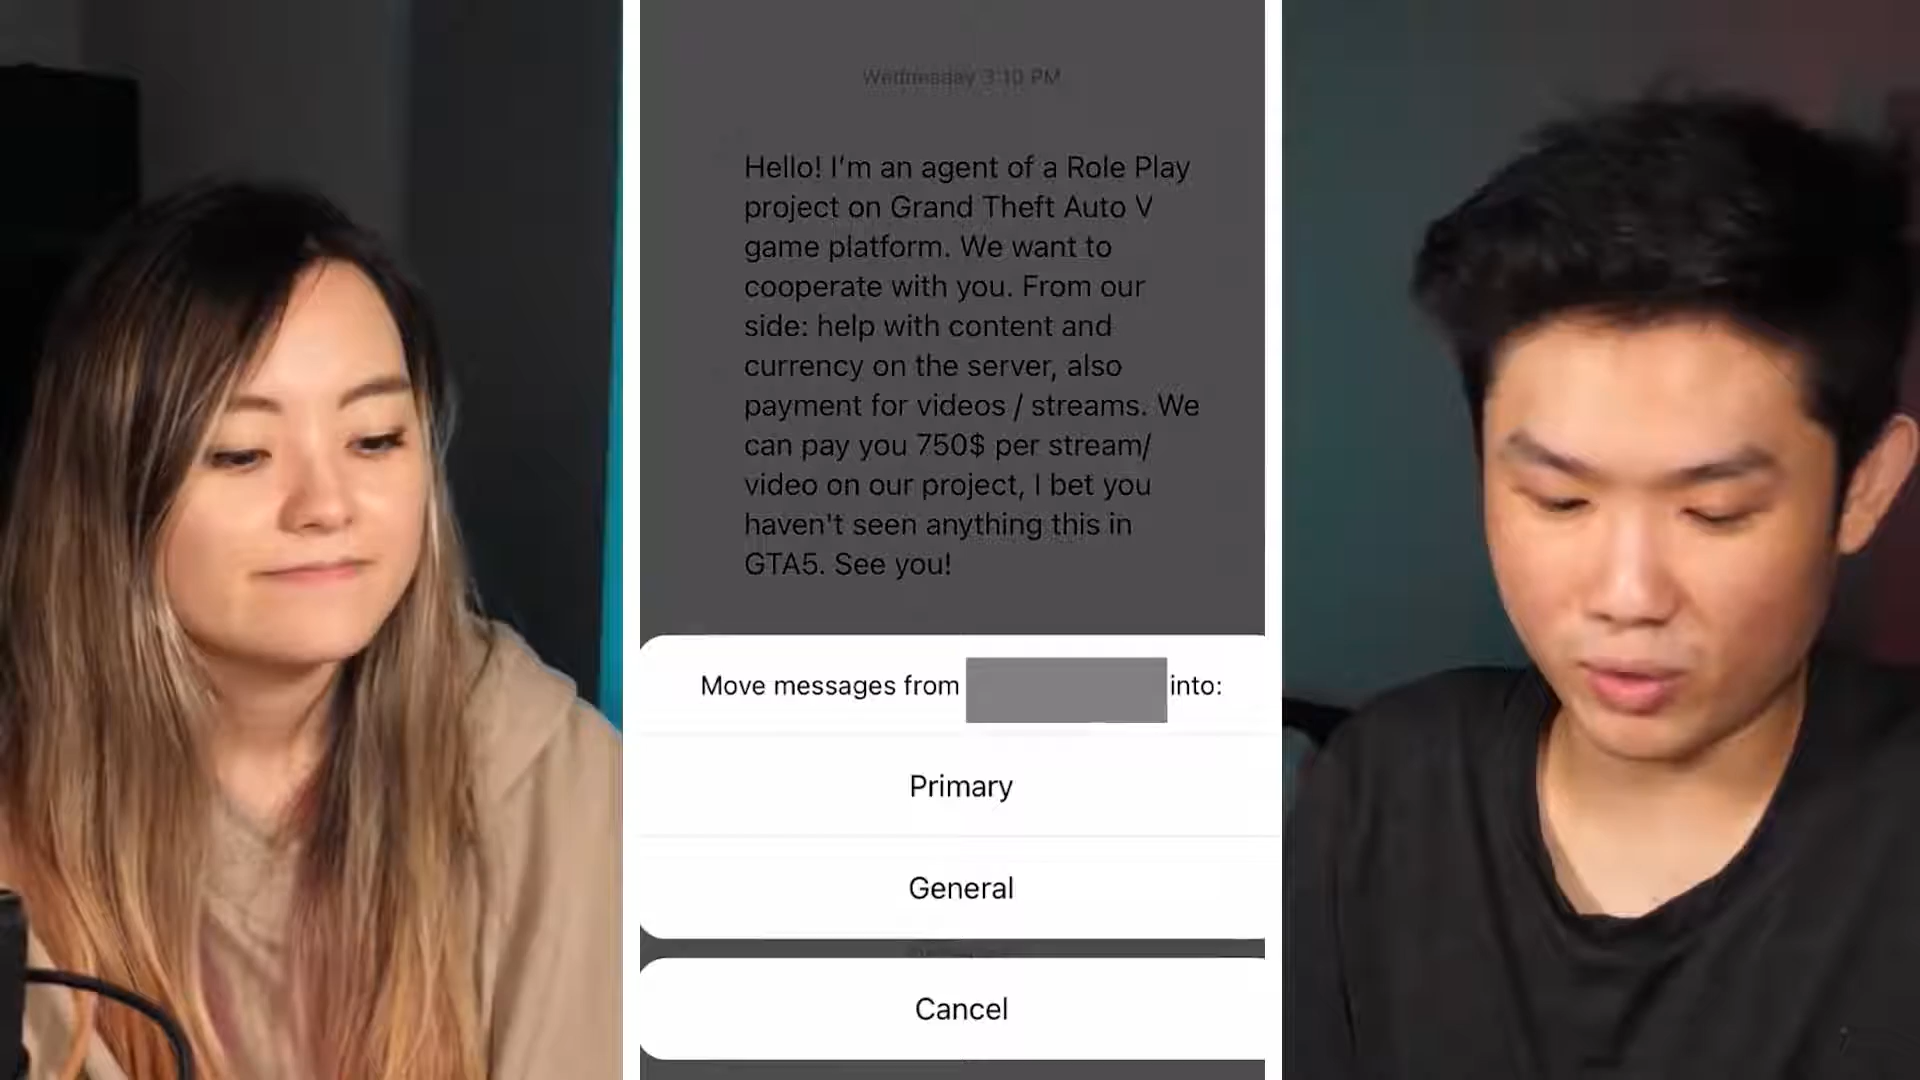 Wednesday 3:10 PM
Hello! I'm an agent of a Role Play
project on Grand Theft Auto V
game platform. We want to
cooperate with you. From our
side: help with content and
currency on the server, also
payment for videos / streams. We
can pay you 750$ per stream/
video on our project, I bet you
haven't seen anything this in
GTA5. See you!
Move messages from into:
Primary
General
Cancel